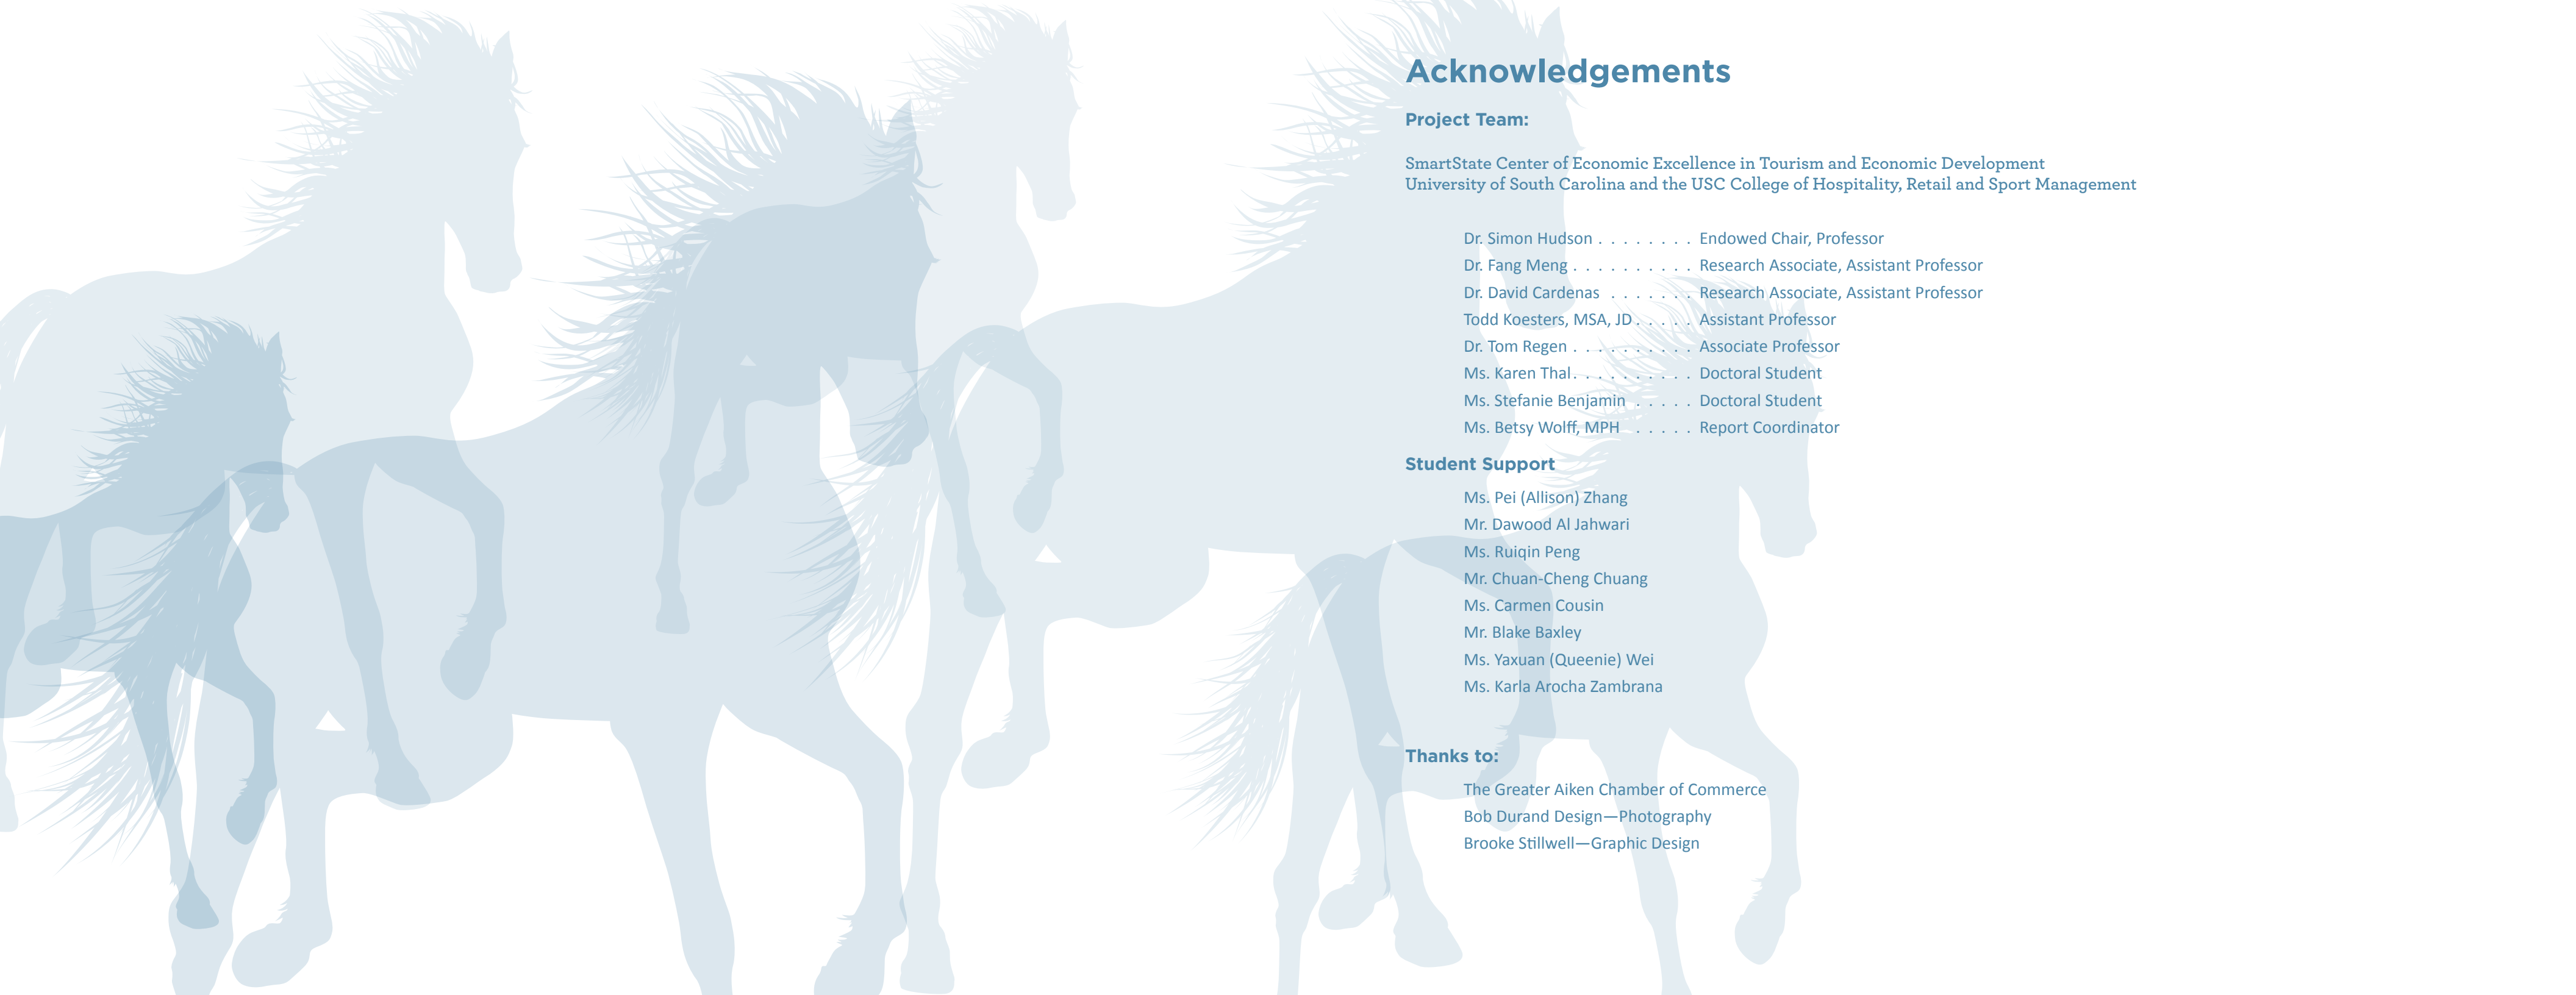 Acknowledgements
Project Team:
SmartState Center of Economic Excellence in Tourism and Economic Development
University of South Carolina and the USC College of Hospitality, Retail and Sport Management
Dr. Simon Hudson . . . . . . . . Endowed Chair, Professor
Dr. Fang Meng . . . . . . . . . . Research Associate, Assistant Professor
Dr. David Cardenas . . . . . . . Research Associate, Assistant Professor
Todd Koesters, MSA, JD . . . . . Assistant Professor
Dr. Tom Regen . . . . . . . . . . Associate Professor
Ms. Karen Thal . . . . . . . . . . Doctoral Student
Ms. Stefanie Benjamin . . . . . Doctoral Student
Ms. Betsy Wolff, MPH . . . . . Report Coordinator
Student Support
Ms. Pei (Allison) Zhang
Mr. Dawood Al Jahwari
Ms. Ruiqin Peng
Mr. Chuan-Cheng Chuang
Ms. Carmen Cousin
Mr. Blake Baxley
Ms. Yaxuan (Queenie) Wei
Ms. Karla Arocha Zambrana
Thanks to:
The Greater Aiken Chamber of Commerce
Bob Durand Design—Photography
Brooke Stillwell—Graphic Design